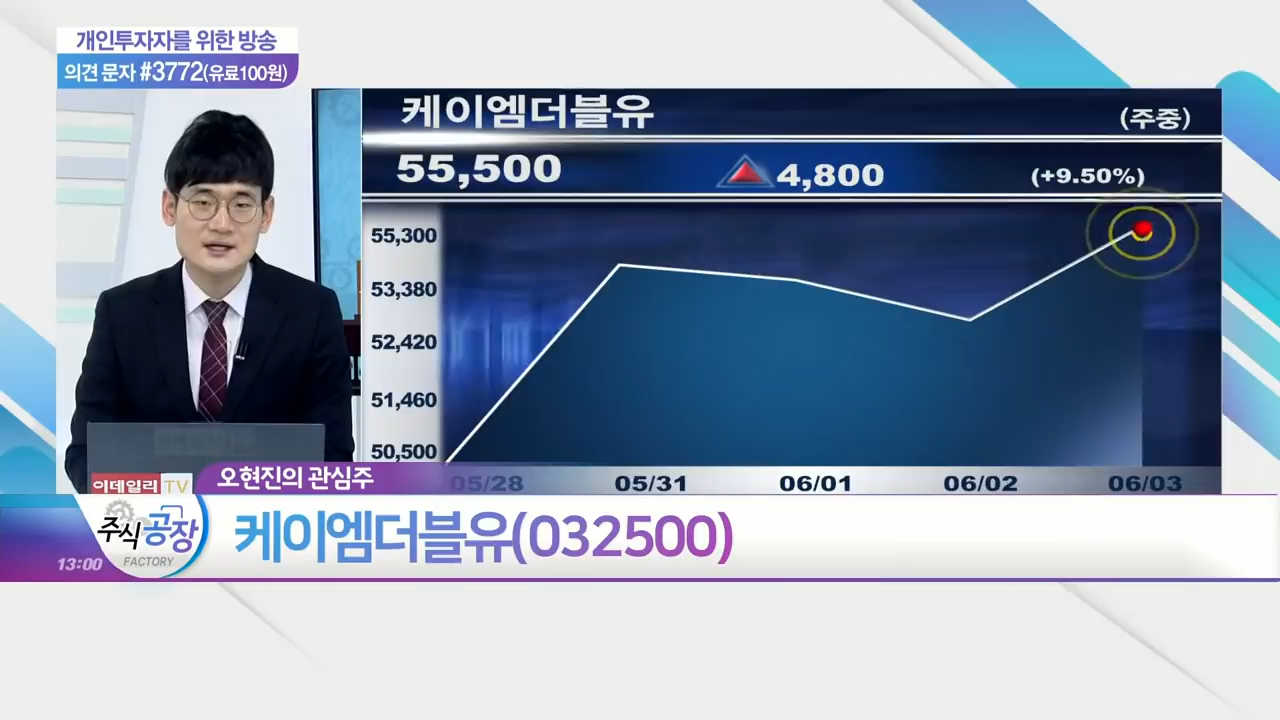 개인투자자를 위한 방송
의견 문자 #3772(유료100원)
케이엠더블유
(주중)
55,500
4,800
(+9.50%)
55,300
53,380
52,420
51,460
50,500
05/28
05/31
06/01
06/02
06/03
이데일리 TV
오현진의 관심주
주식공장
FACTORY
13:00
케이엠더블유(032500)